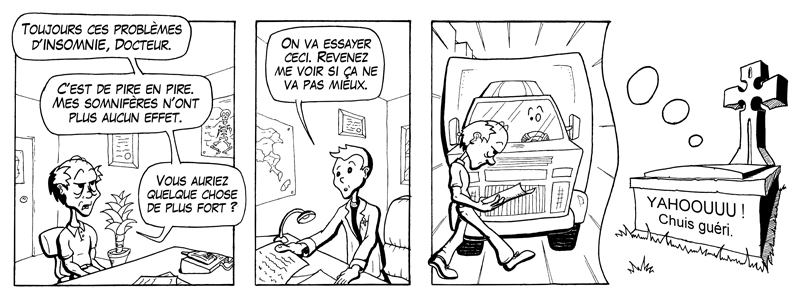 TOUJOURS CES PROBLÈMES
D'INSOMNIE, DOCTEUR.
C'EST DE PIRE EN PIRE.
MES SOMNIFÈRES N'ONT
PLUS AUCUN EFFET.
VOUS AURIEZ
QUELQUE CHOSE
DE PLUS FORT ?
ON VA ESSAYER
CECI. REVENEZ
ME VOIR SI ÇA NE
VA PAS MIEUX.
YAHOOUUU !
Chuis guéri.